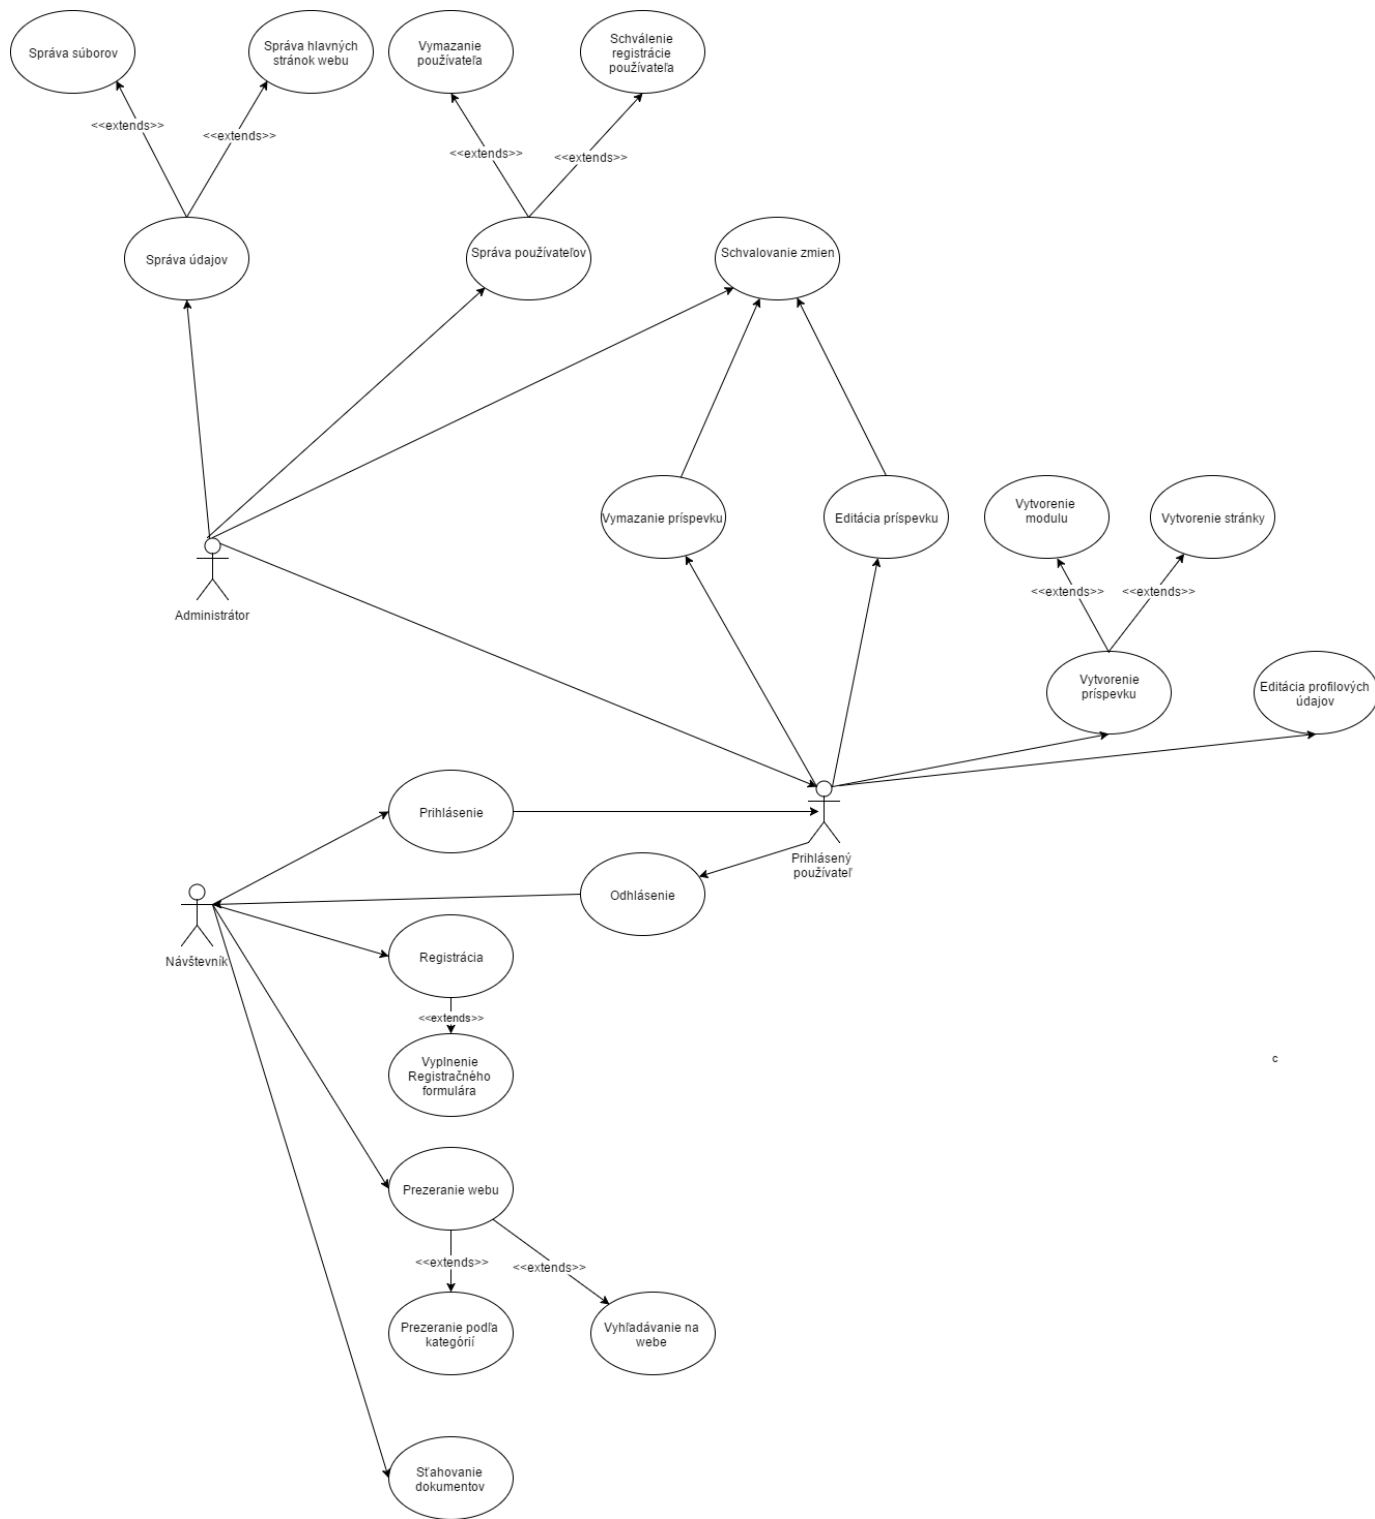 Správa súborov
Správa hlavných
stránok webu
Vymazanie
používateľa
Schválenie
registrácie
používateľa
<<extends>>
<<extends>>
<<extends>>
<<extends>>
Správa údajov
Správa používateľov
Schvalovanie zmien
Vymazanie príspevku
Editácia príspevku
Vytvorenie
modulu
Vytvorenie stránky
<<extends>>
<<extends>>
Administrátor
Vytvorenie
príspevku
Editácia profilových
údajov
Prihlásenie
Prihlásený
používateľ
Odhlásenie
Návštevník
Registrácia
<<extends>>
Vyplnenie
Registračného
formulára
c
Prezeranie webu
<<extends>>
<<extends>>
Prezeranie podľa
kategórií
Vyhľadávanie na
webe
Sťahovanie
dokumentov